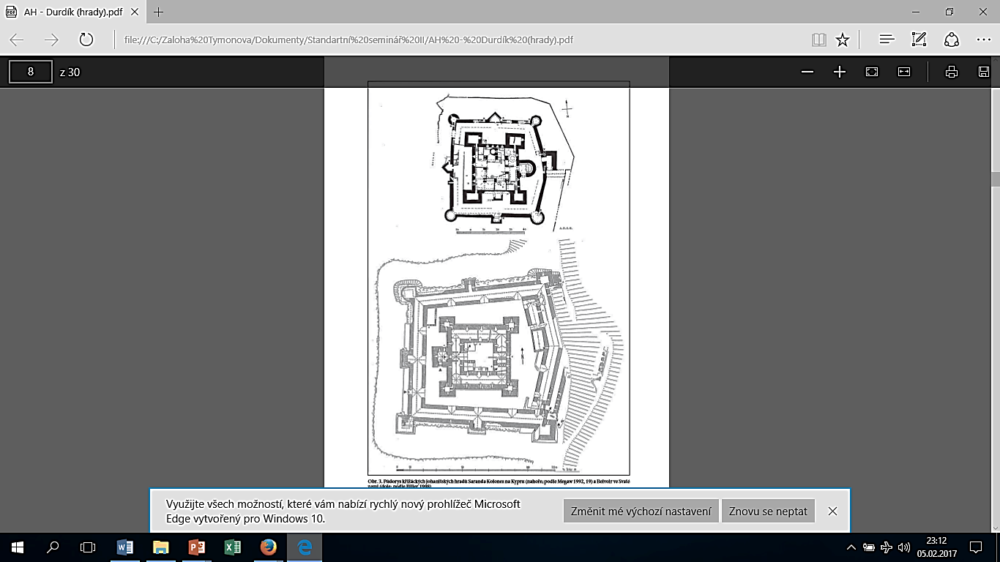 AH - Durdík (hrady).pdf
file:///C:/Zaloha%20Tymonova/Dokumenty/Standartní%20seminář%20II/AH%20-%20Durdík%20(hrady).pdf
8 z 30
Obr. 3. Půdorys křižáckých johanitských hradů Saranda Kolones na Kypru (nahoře; podle Megaw 1992, 19) a Belvoir ve Svaté
zemi (dole; podle Biller 1998)
Využijte všech možností, které vám nabízí rychlý nový prohlížeč Microsoft
Edge vytvořený pro Windows 10.
Změnit mé výchozí nastavení
Znovu se neptat
23:12
05.02.2017